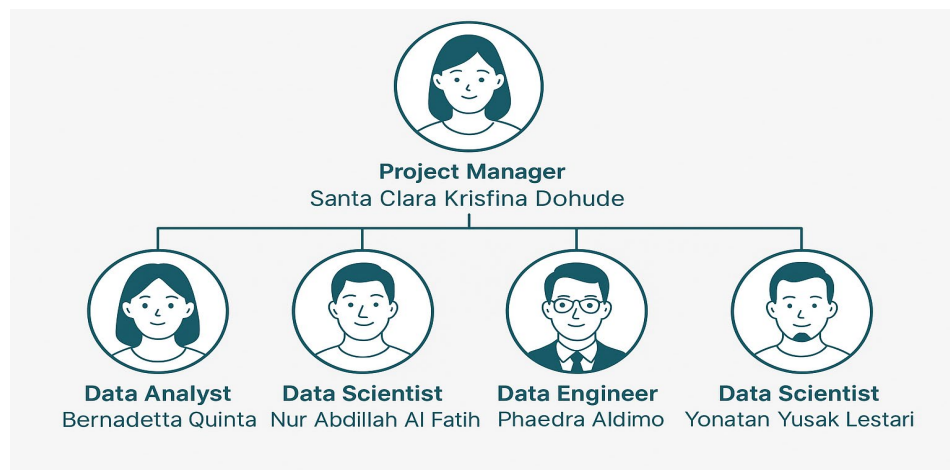 Project Manager
Santa Clara Krisfina Dohude
Data Analyst
Bernadetta Quinta
Data Scientist
Nur Abdillah Al Fatih
Data Engineer
Phaedra Aldimo
Data Scientist
Yonatan Yusak Lestari